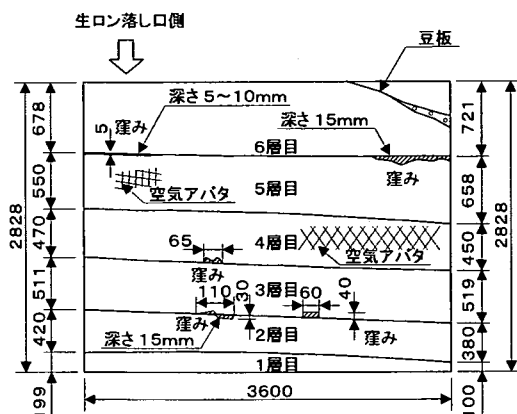 生ロン落し口側
豆板
深さ5~10mm
深さ15mm
5
窪み
6層目
窪み
空気アバタ
5層目
65
4層目
空気アバタ
窪み
110
30
3層目
60
40
窪み
深さ15mm
2層目
窪み
1層目
3600
2828
678
550
470
511
420
199
721
658
450
519
380
100
2828